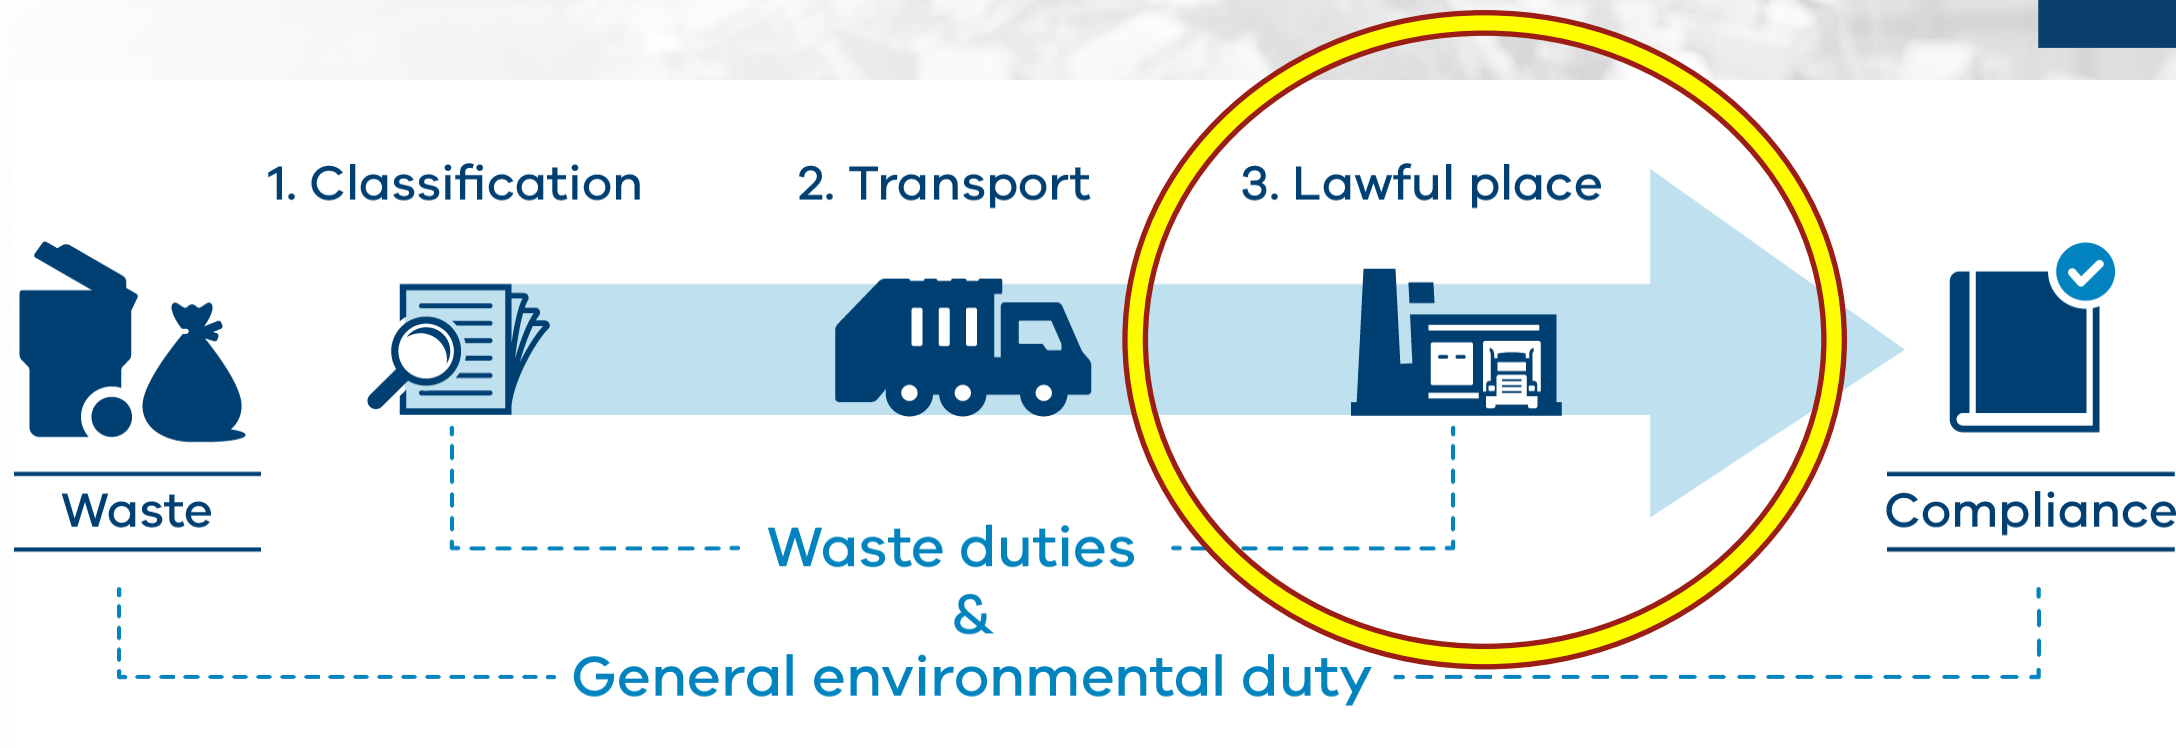 1. Classification
2. Transport
3. Lawful place
Waste
Compliance
Waste duties
&
General environmental duty